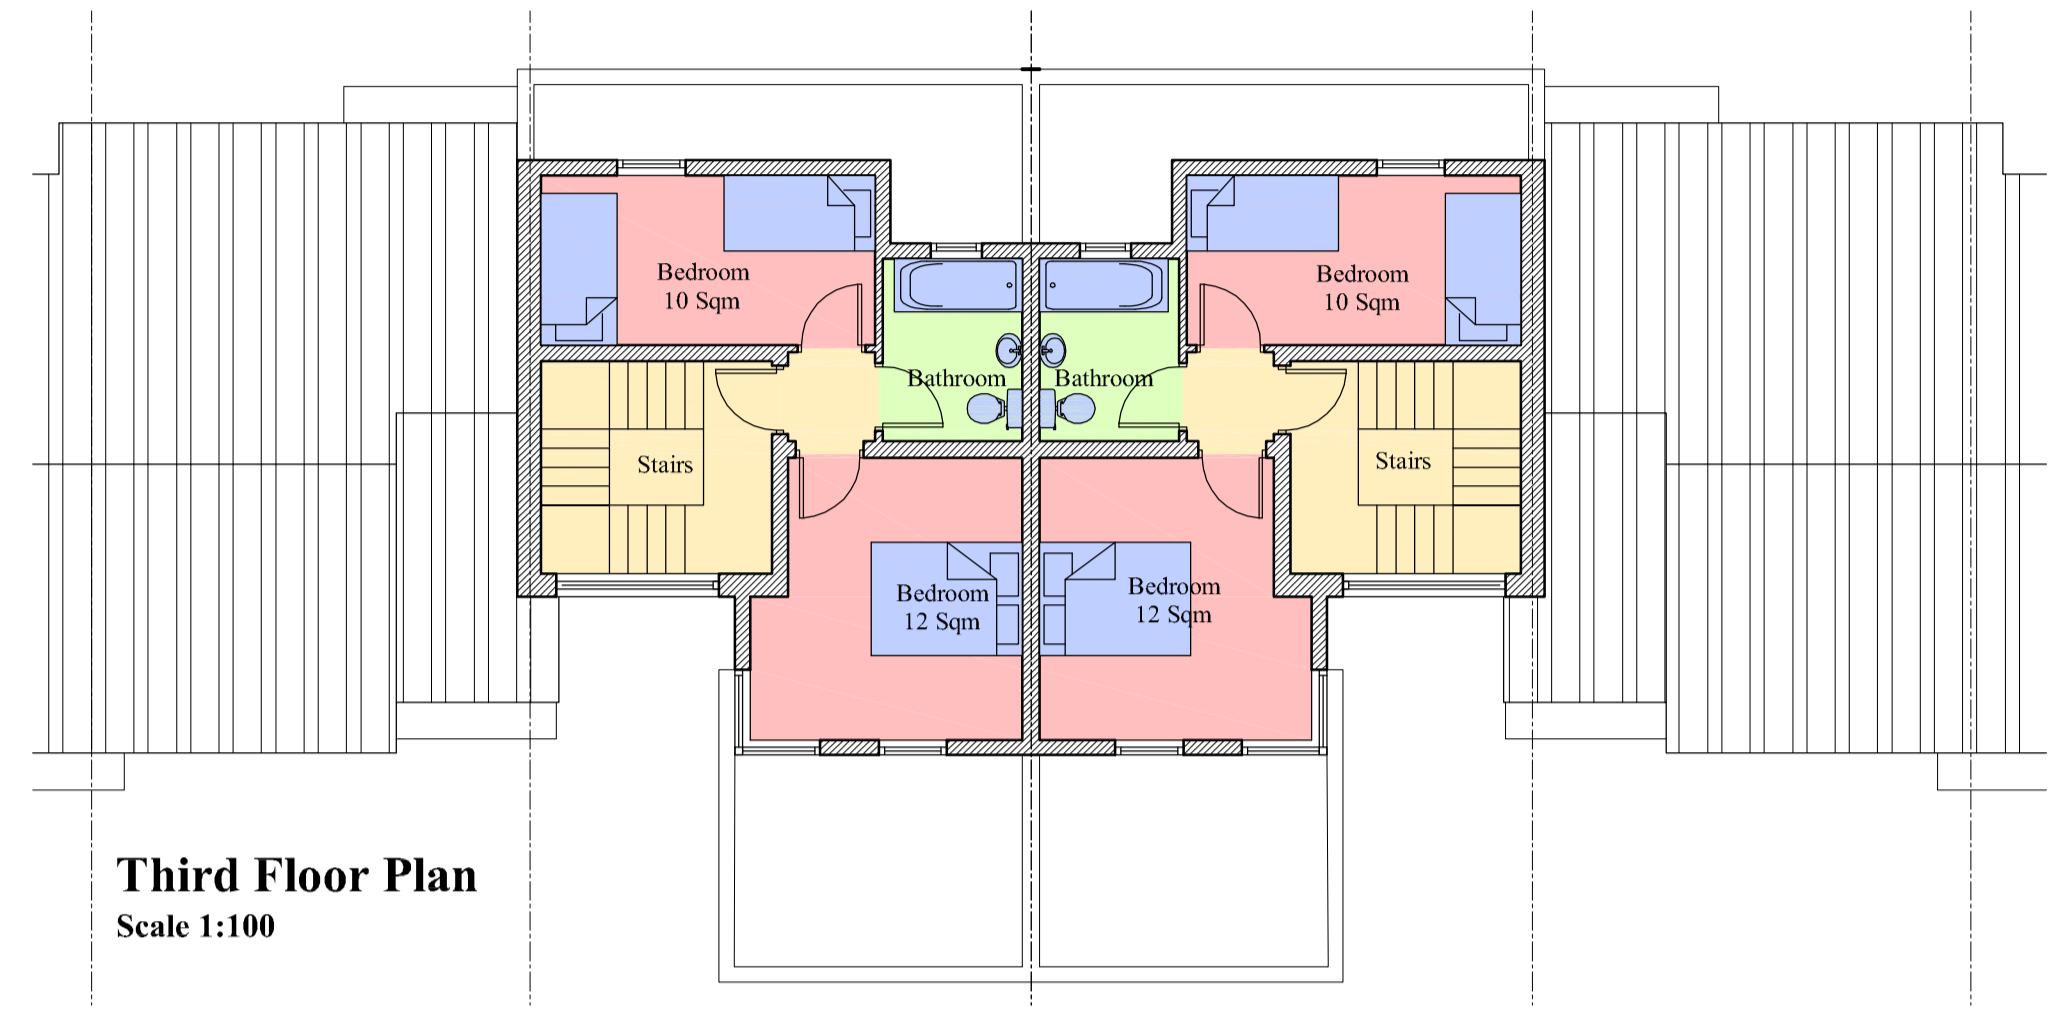 Bedroom
10 Sqm
Bedroom
10 Sqm
Bathroom
Bathroom
Stairs
Stairs
Bedroom
12 Sqm
Bedroom
12 Sqm
Third Floor Plan
Scale 1:100